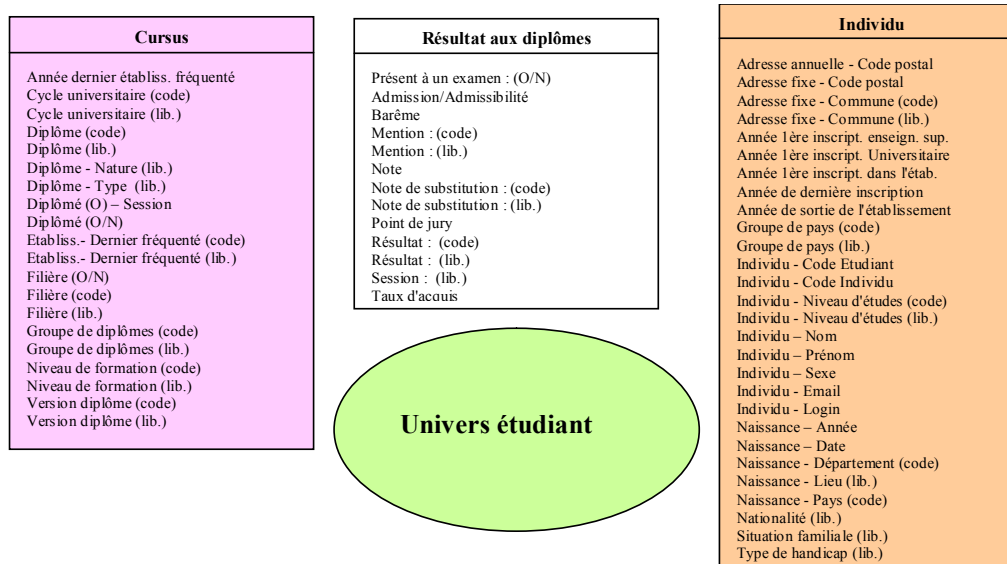 Cursus
Année dernier établiss. fréquenté
Cycle universitaire (code)
Cycle universitaire (lib.)
Diplôme (code)
Diplôme (lib.)
Diplôme - Nature (lib.)
Diplôme - Type (lib.)
Diplômé (O) – Session
Diplômé (O/N)
Etabliss.- Dernier fréquenté (code)
Etabliss.- Dernier fréquenté (lib.)
Filière (O/N)
Filière (code)
Filière (lib.)
Groupe de diplômes (code)
Groupe de diplômes (lib.)
Niveau de formation (code)
Niveau de formation (lib.)
Version diplôme (code)
Version diplôme (lib.)
Résultat aux diplômes
Présent à un examen : (O/N)
Admission/Admissibilité
Barême
Mention : (code)
Mention : (lib.)
Note
Note de substitution : (code)
Note de substitution : (lib.)
Point de jury
Résultat : (code)
Résultat : (lib.)
Session : (lib.)
Taux d'acquis
Univers étudiant
Individu
Adresse annuelle - Code postal
Adresse fixe - Code postal
Adresse fixe - Commune (code)
Adresse fixe - Commune (lib.)
Année 1ère inscript. enseign. sup.
Année 1ère inscript. Universitaire
Année 1ère inscript. dans l'étab.
Année de dernière inscription
Année de sortie de l'établissement
Groupe de pays (code)
Groupe de pays (lib.)
Individu - Code Etudiant
Individu - Code Individu
Individu - Niveau d'études (code)
Individu - Niveau d'études (lib.)
Individu – Nom
Individu – Prénom
Individu – Sexe
Individu - Email
Individu - Login
Naissance – Année
Naissance – Date
Naissance - Département (code)
Naissance - Lieu (lib.)
Naissance - Pays (code)
Nationalité (lib.)
Situation familiale (lib.)
Type de handicap (lib.)